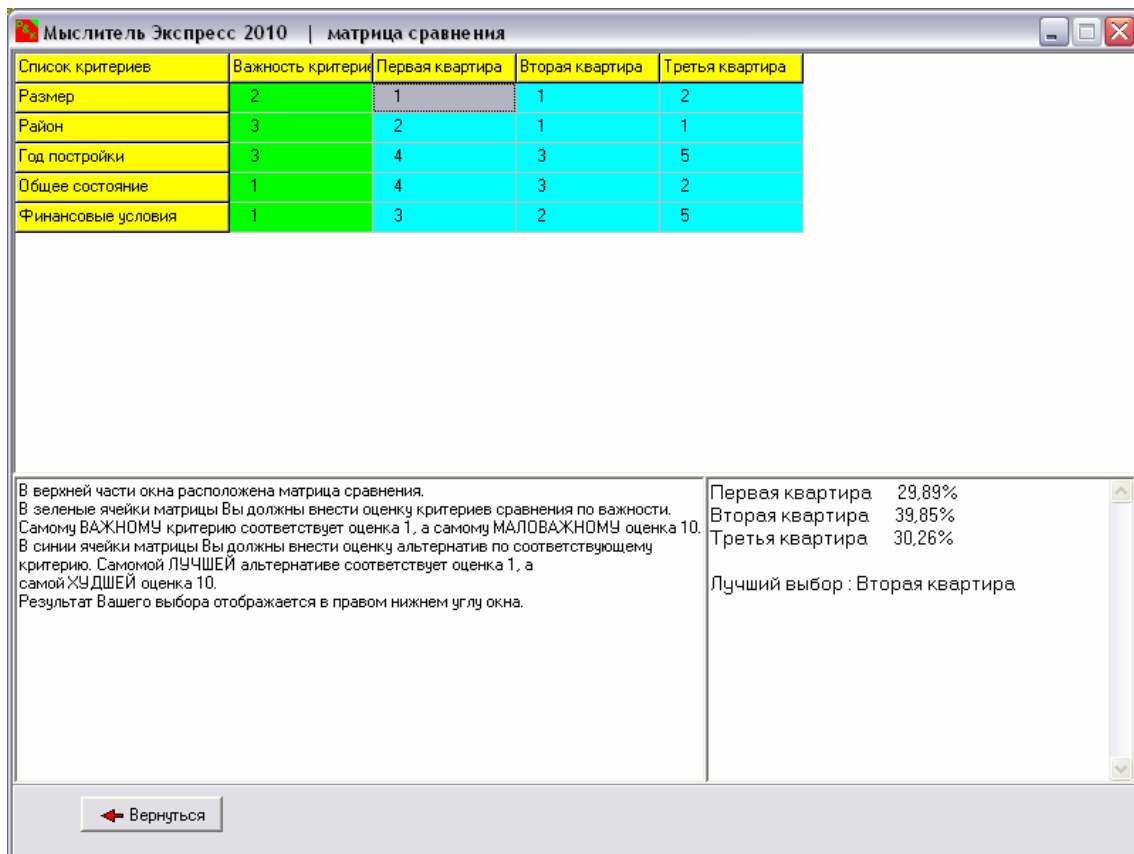 Мыслитель Экспресс 2010 | матрица сравнения
Список критериев Важность критерие Первая квартира Вторая квартира Третья квартира
Размер 2 1 1 2
Район 3 2 1 1
Год постройки 3 4 3 5
Общее состояние 1 4 3 2
Финансовые условия 1 3 2 5
В верхней части окна расположена матрица сравнения.
В зеленые ячейки матрицы Вы должны внести оценку критериев сравнения по важности.
Самому ВАЖНОМУ критерию соответствует оценка 1, а самому МАЛОВАЖНОМУ оценка 10.
В синии ячейки матрицы Вы должны внести оценку альтернатив по соответствующему
критерию. Самомой ЛУЧШЕЙ альтернативе соответствует оценка 1, а
самой ХУДШЕЙ оценка 10.
Результат Вашего выбора отображается в правом нижнем углу окна.
Первая квартира 29,89%
Вторая квартира 39,85%
Третья квартира 30,26%
Лучший выбор : Вторая квартира
Вернуться